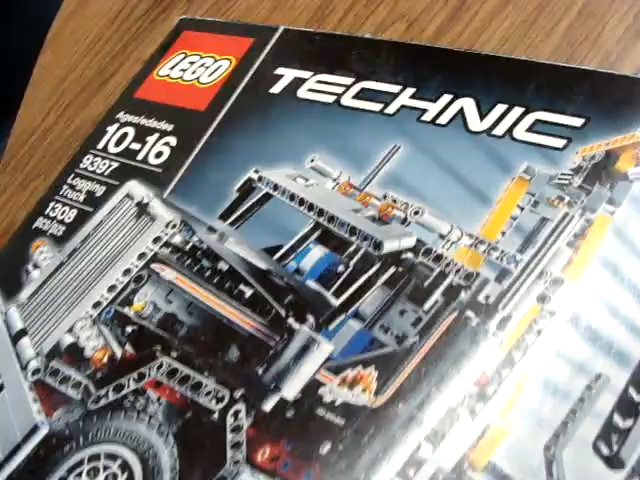 LEGO
TECHNIC
Ages/edades
10-16
9397
Logging
Truck
1308
pcs/pzs